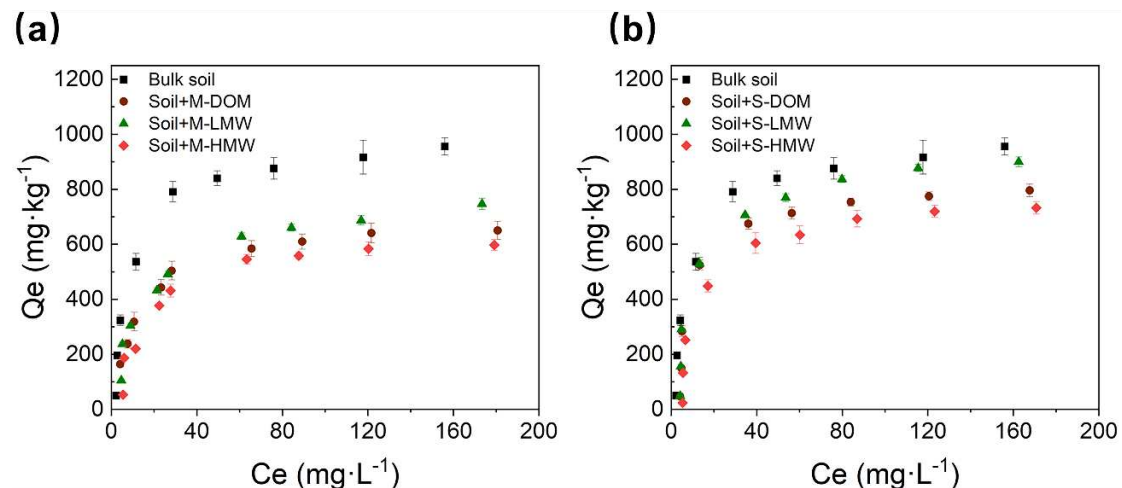 (a)
1200
1000
800
600
400
200
0
Qe (mg·kg⁻¹)
Bulk soil
Soil+M-DOM
Soil+M-LMW
Soil+M-HMW
0 40 80 120 160 200
Ce (mg·L⁻¹)
(b)
1200
1000
800
600
400
200
0
Qe (mg·kg⁻¹)
Bulk soil
Soil+S-DOM
Soil+S-LMW
Soil+S-HMW
0 40 80 120 160 200
Ce (mg·L⁻¹)